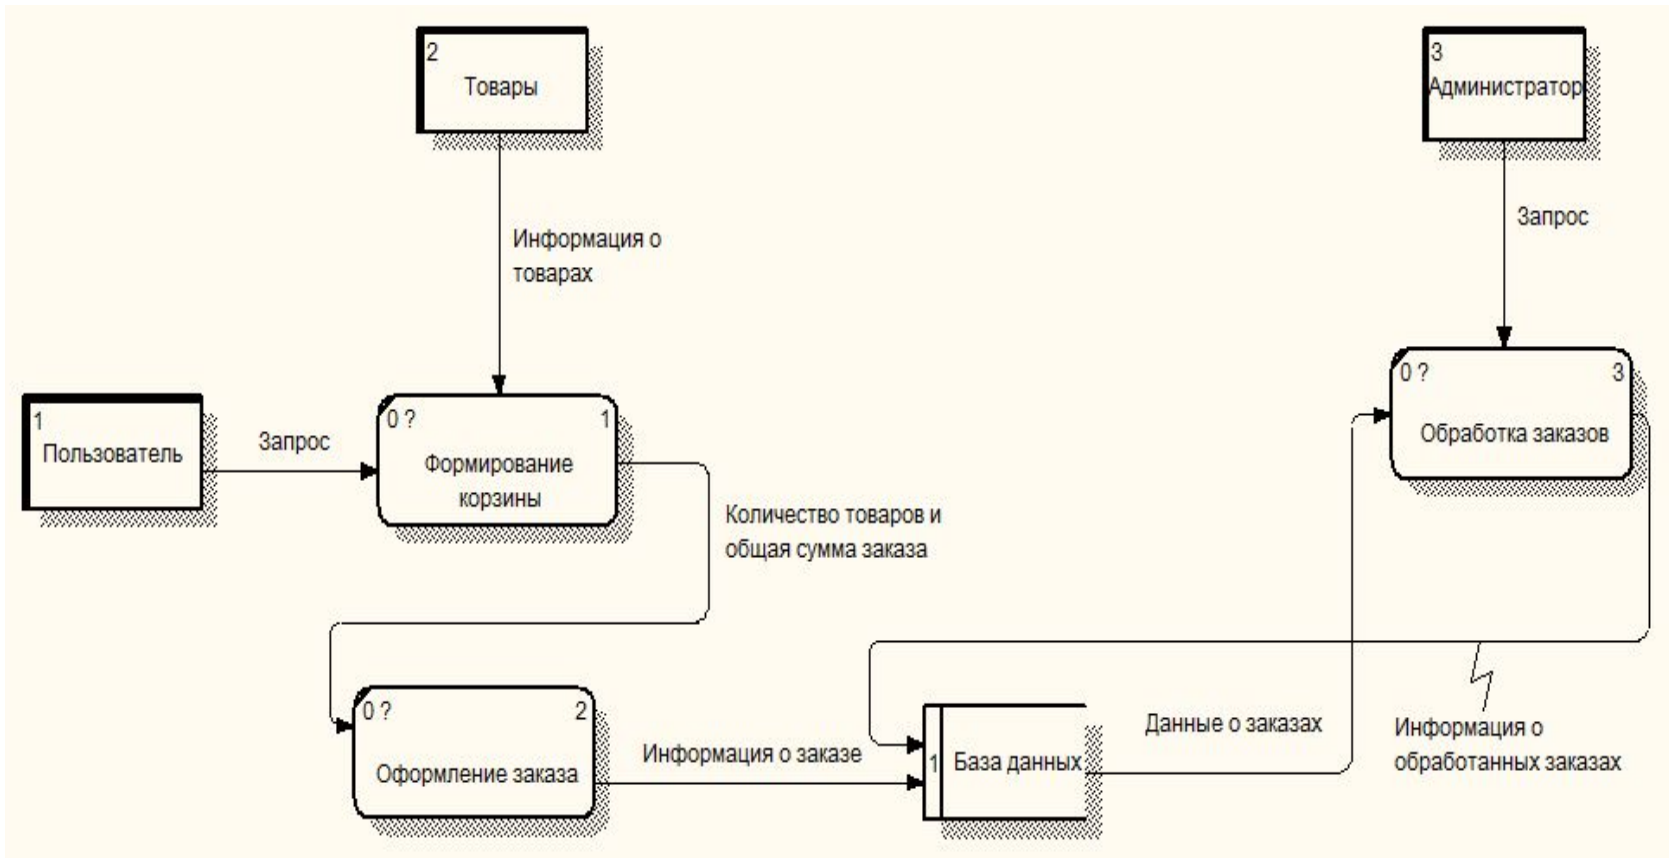 2
Товары
3
Администратор
Информация о
товарах
Запрос
1
Пользователь
Запрос
0 ?
1
Формирование
корзины
0 ?
3
Обработка заказов
Количество товаров и
общая сумма заказа
0 ?
2
Оформление заказа
Информация о заказе
1
База данных
Данные о заказах
Информация о
обработанных заказах